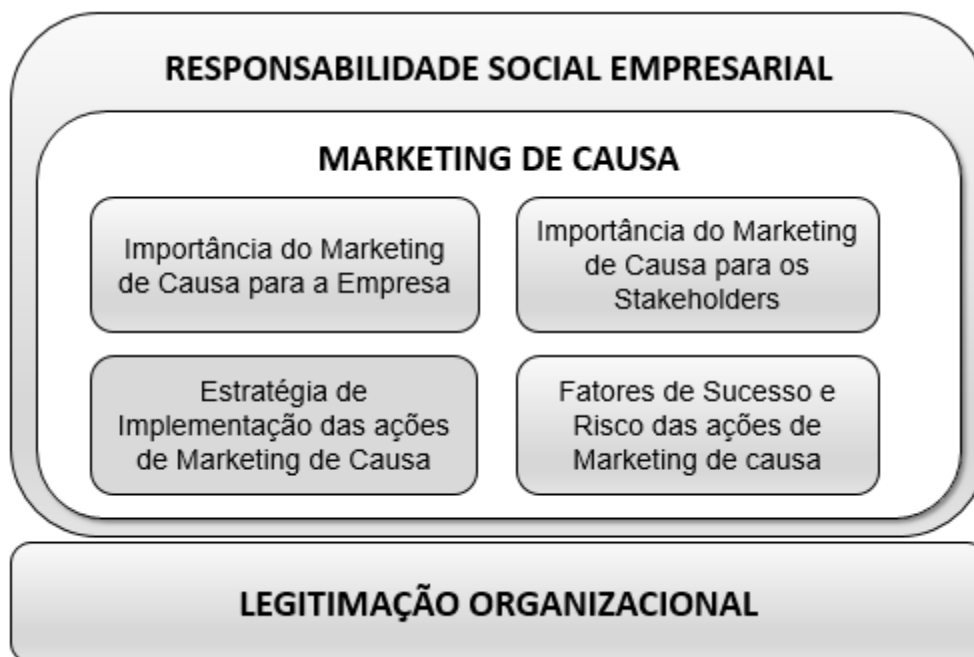 RESPONSABILIDADE SOCIAL EMPRESARIAL
MARKETING DE CAUSA
Importância do Marketing
de Causa para a Empresa
Importância do Marketing
de Causa para os
Stakeholders
Estratégia de
Implementação das ações
de Marketing de Causa
Fatores de Sucesso e
Risco das ações de
Marketing de causa
LEGITIMAÇÃO ORGANIZACIONAL